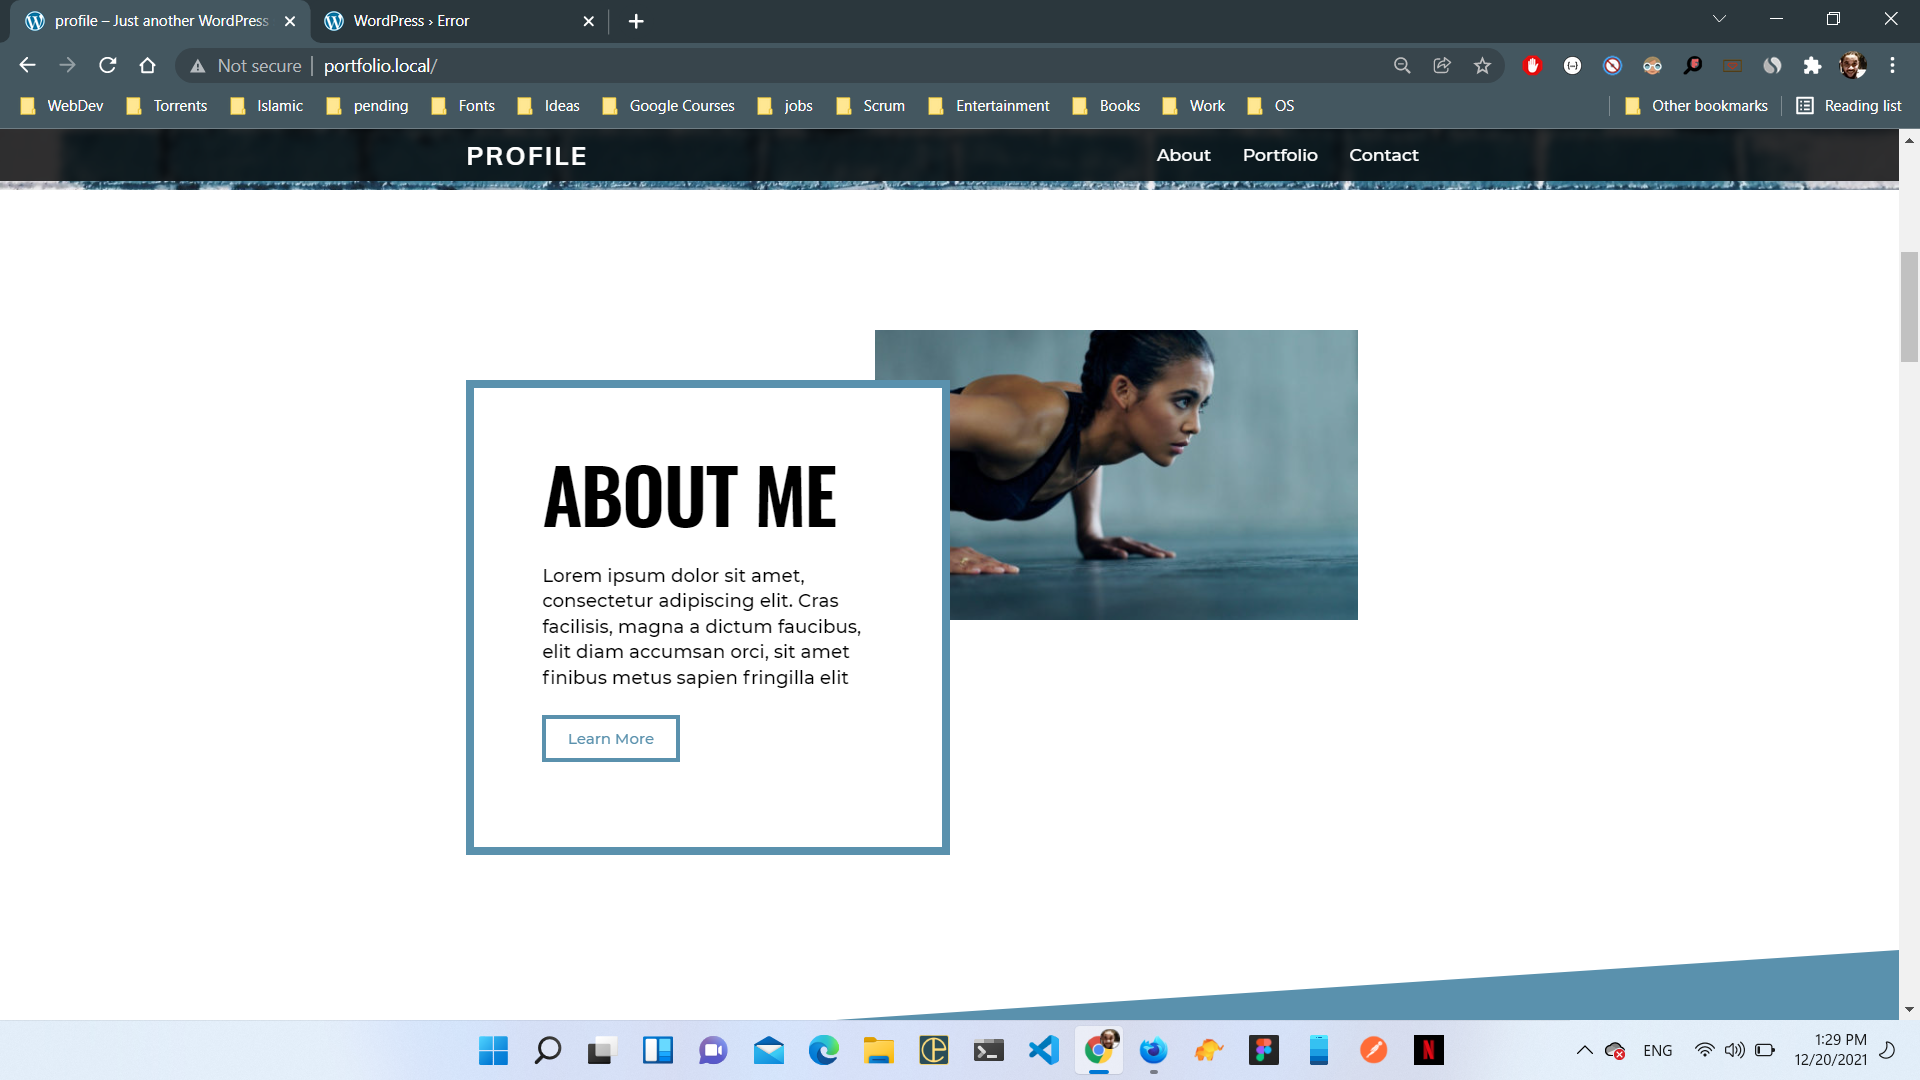 profile – Just another WordPress
WordPress › Error
Not secure
portfolio.local/
WebDev
Torrents
Islamic
pending
Fonts
Ideas
Google Courses
jobs
Scrum
Entertainment
Books
Work
OS
Other bookmarks
Reading list
PROFILE
About
Portfolio
Contact
ABOUT ME
Lorem ipsum dolor sit amet,
consectetur adipiscing elit. Cras
facilisis, magna a dictum faucibus,
elit diam accumsan orci, sit amet
finibus metus sapien fringilla elit
Learn More
N
ENG
1:29 PM
12/20/2021